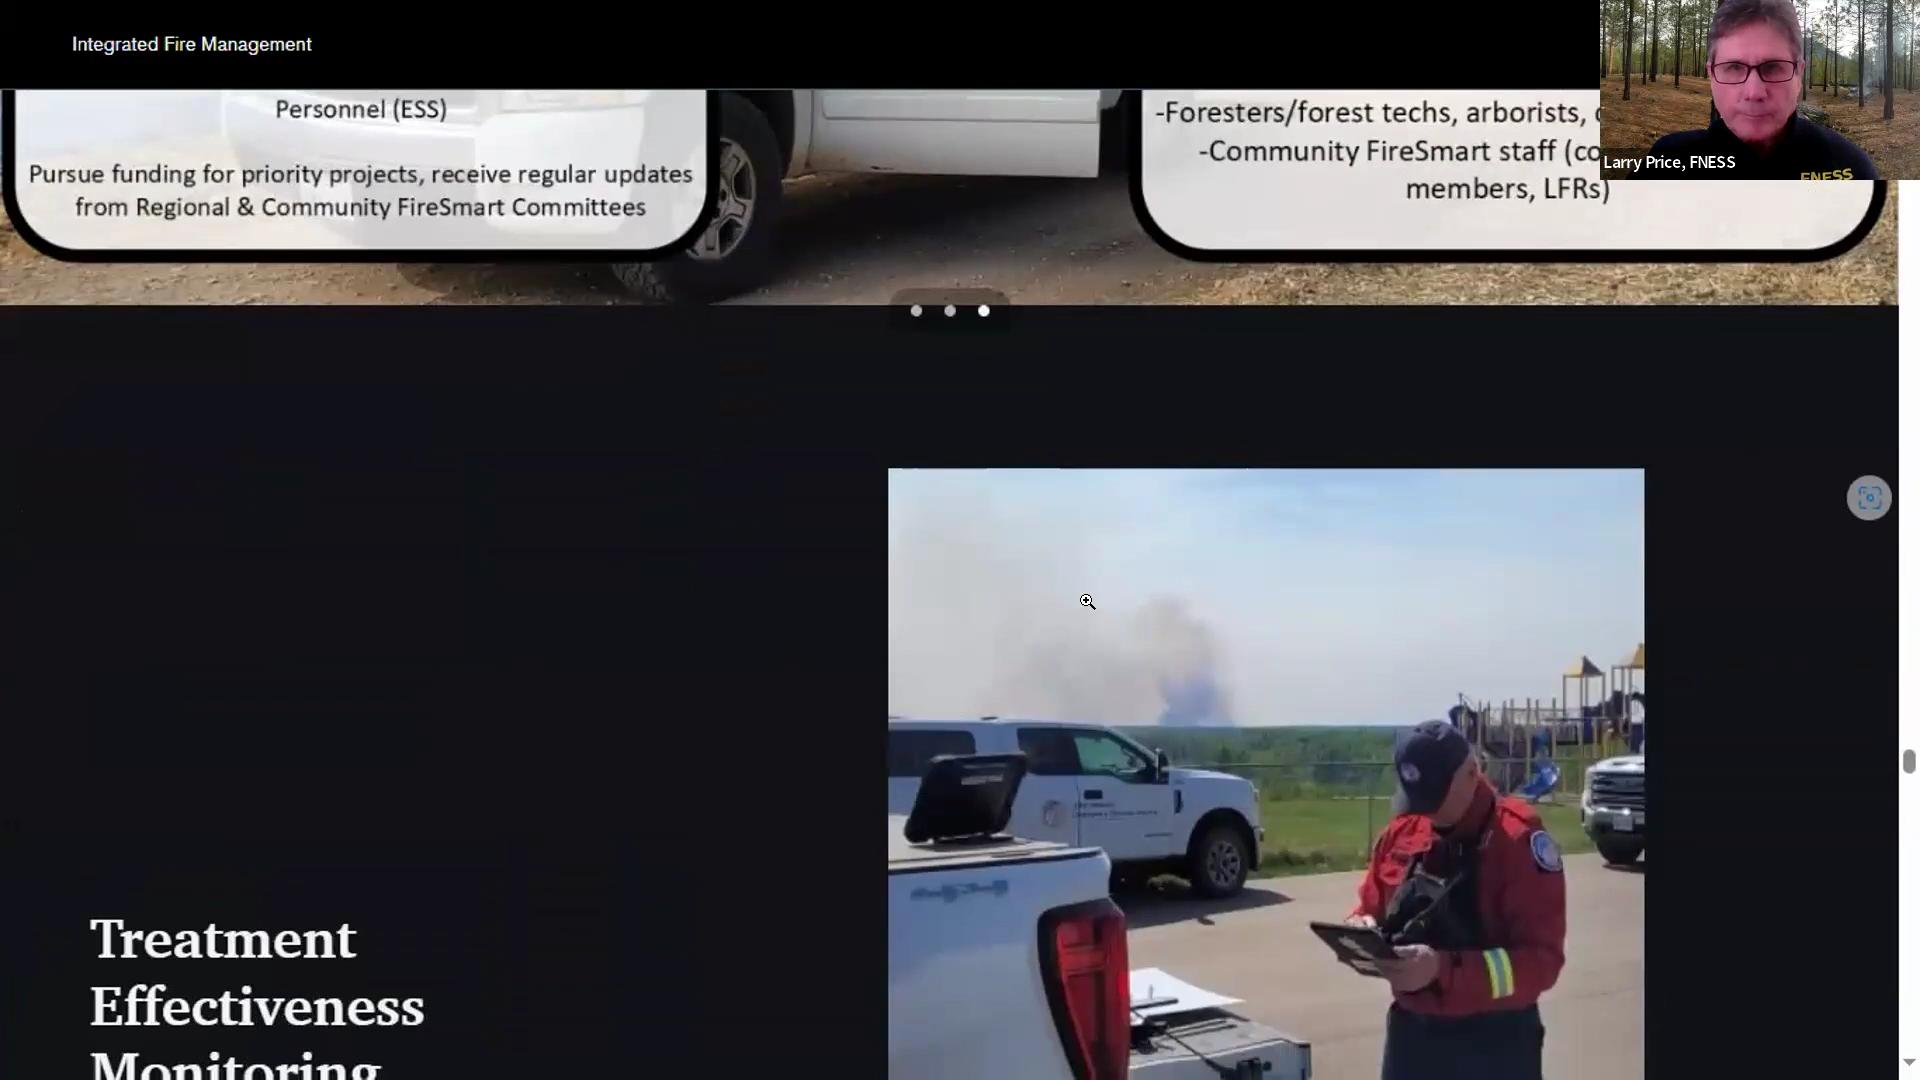 Integrated Fire Management
Personnel (ESS)
Pursue funding for priority projects, receive regular updates
from Regional & Community FireSmart Committees
-Foresters/forest techs, arborists,
-Community FireSmart staff
members, LFRs)
Larry Price, FNESS
FNESS
Treatment
Effectiveness
Monitoring